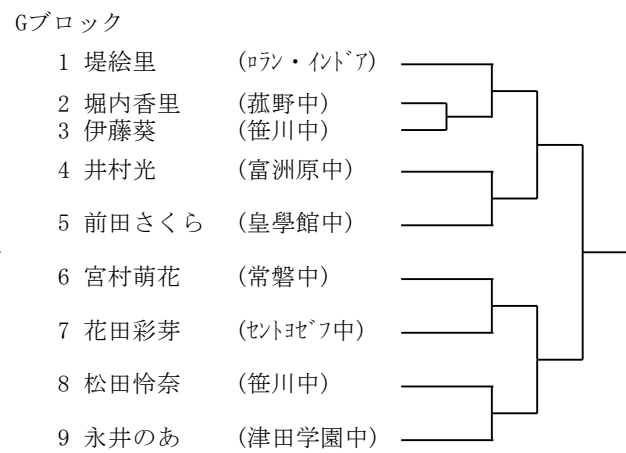 Gブロック
1 堤絵里 (ﾛﾗﾝ・ｲﾝﾄﾞｱ)
2 堀内香里 (菰野中)
3 伊藤葵 (笹川中)
4 井村光 (富洲原中)
5 前田さくら (皇學館中)
6 宮村萌花 (常磐中)
7 花田彩芽 (ｾﾝﾄﾖｾﾞﾌ中)
8 松田怜奈 (笹川中)
9 永井のあ (津田学園中)